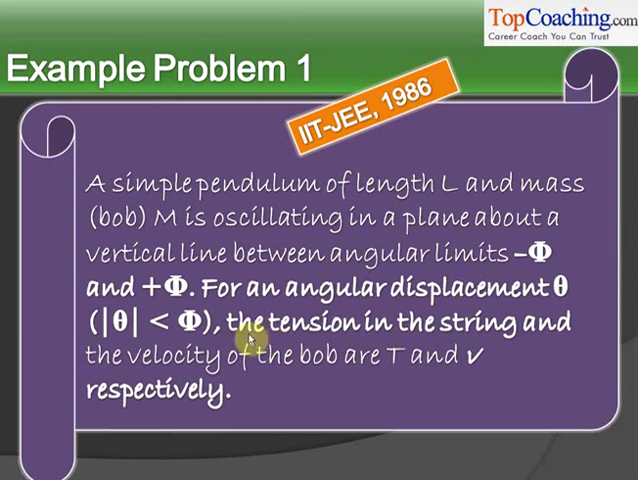 TopCoaching.com
Career Coach You Can Trust
Example Problem 1
IIT-JEE, 1986
A simple pendulum of length L and mass
(bob) M is oscillating in a plane about a
vertical line between angular limits –Φ
and +Φ. For an angular displacement θ
(|θ| < Φ), the tension in the string and
the velocity of the bob are T and v
respectively.